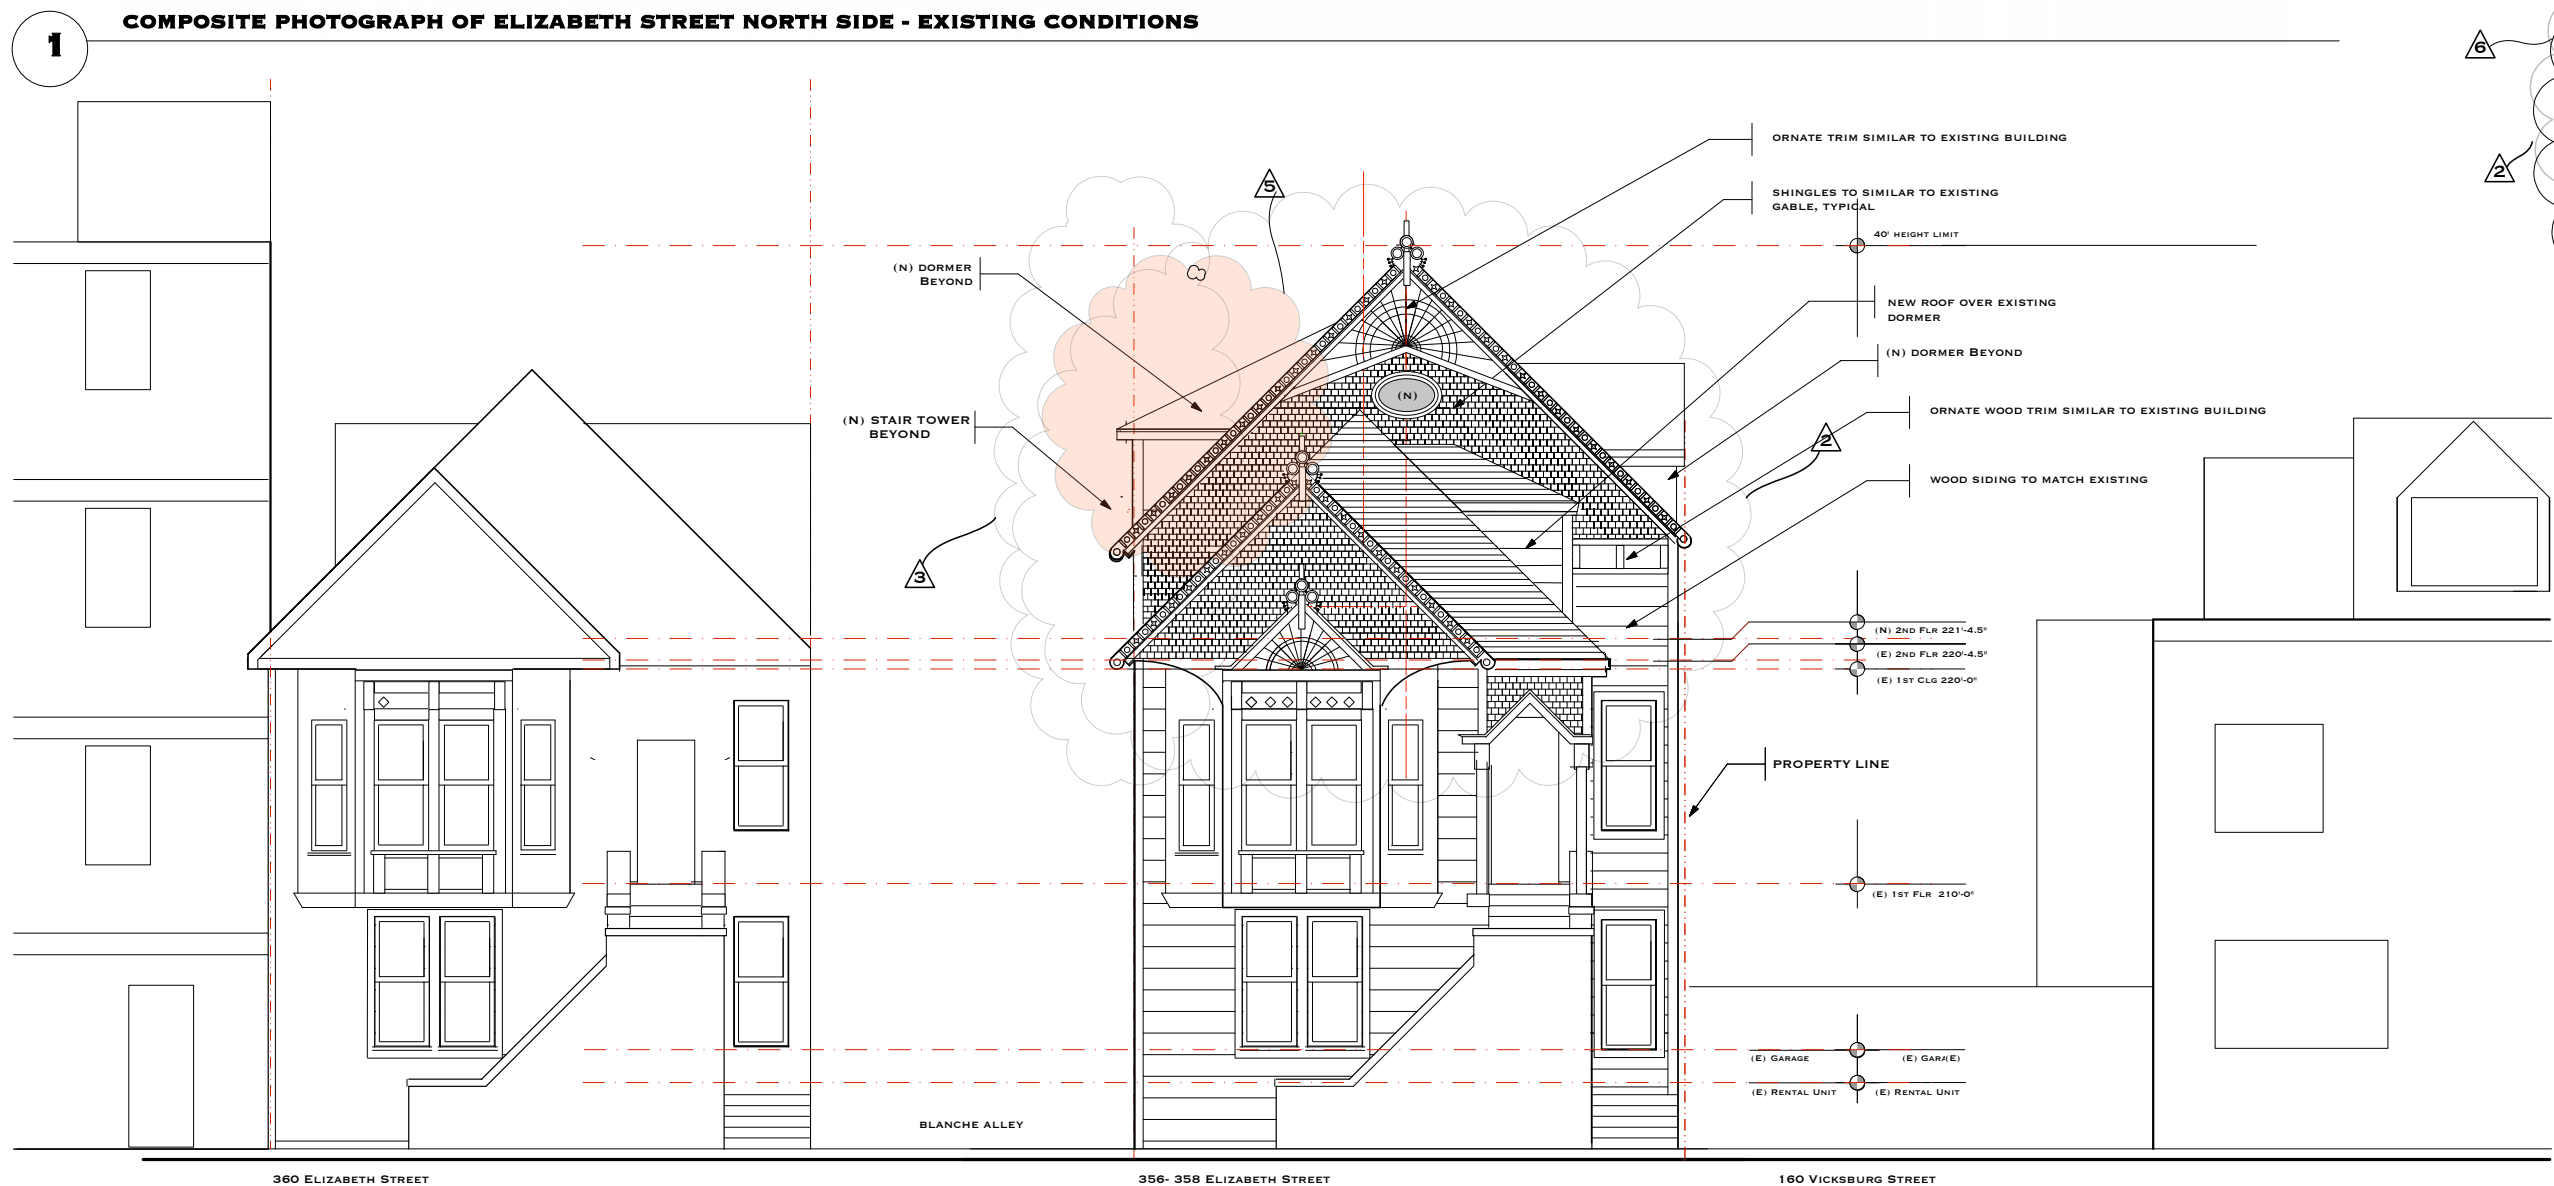 COMPOSITE PHOTOGRAPH OF ELIZABETH STREET NORTH SIDE - EXISTING CONDITIONS
1
6
2
ORNATE TRIM SIMILAR TO EXISTING BUILDING
5
SHINGLES TO SIMILAR TO EXISTING
GABLE, TYPICAL
40' HEIGHT LIMIT
(N) DORMER
BEYOND
3
NEW ROOF OVER EXISTING
DORMER
(N) DORMER BEYOND
(N)
ORNATE WOOD TRIM SIMILAR TO EXISTING BUILDING
(N) STAIR TOWER
BEYOND
2
WOOD SIDING TO MATCH EXISTING
3
(N) 2ND FLR 221'-4.5"
(E) 2ND FLR 220'-4.5"
(E) 1ST CLG 220'-0"
PROPERTY LINE
(E) 1ST FLR 210'-0"
(E) GARAGE
(E) GARA(E)
(E) RENTAL UNIT
(E) RENTAL UNIT
BLANCHE ALLEY
360 ELIZABETH STREET
356- 358 ELIZABETH STREET
160 VICKSBURG STREET